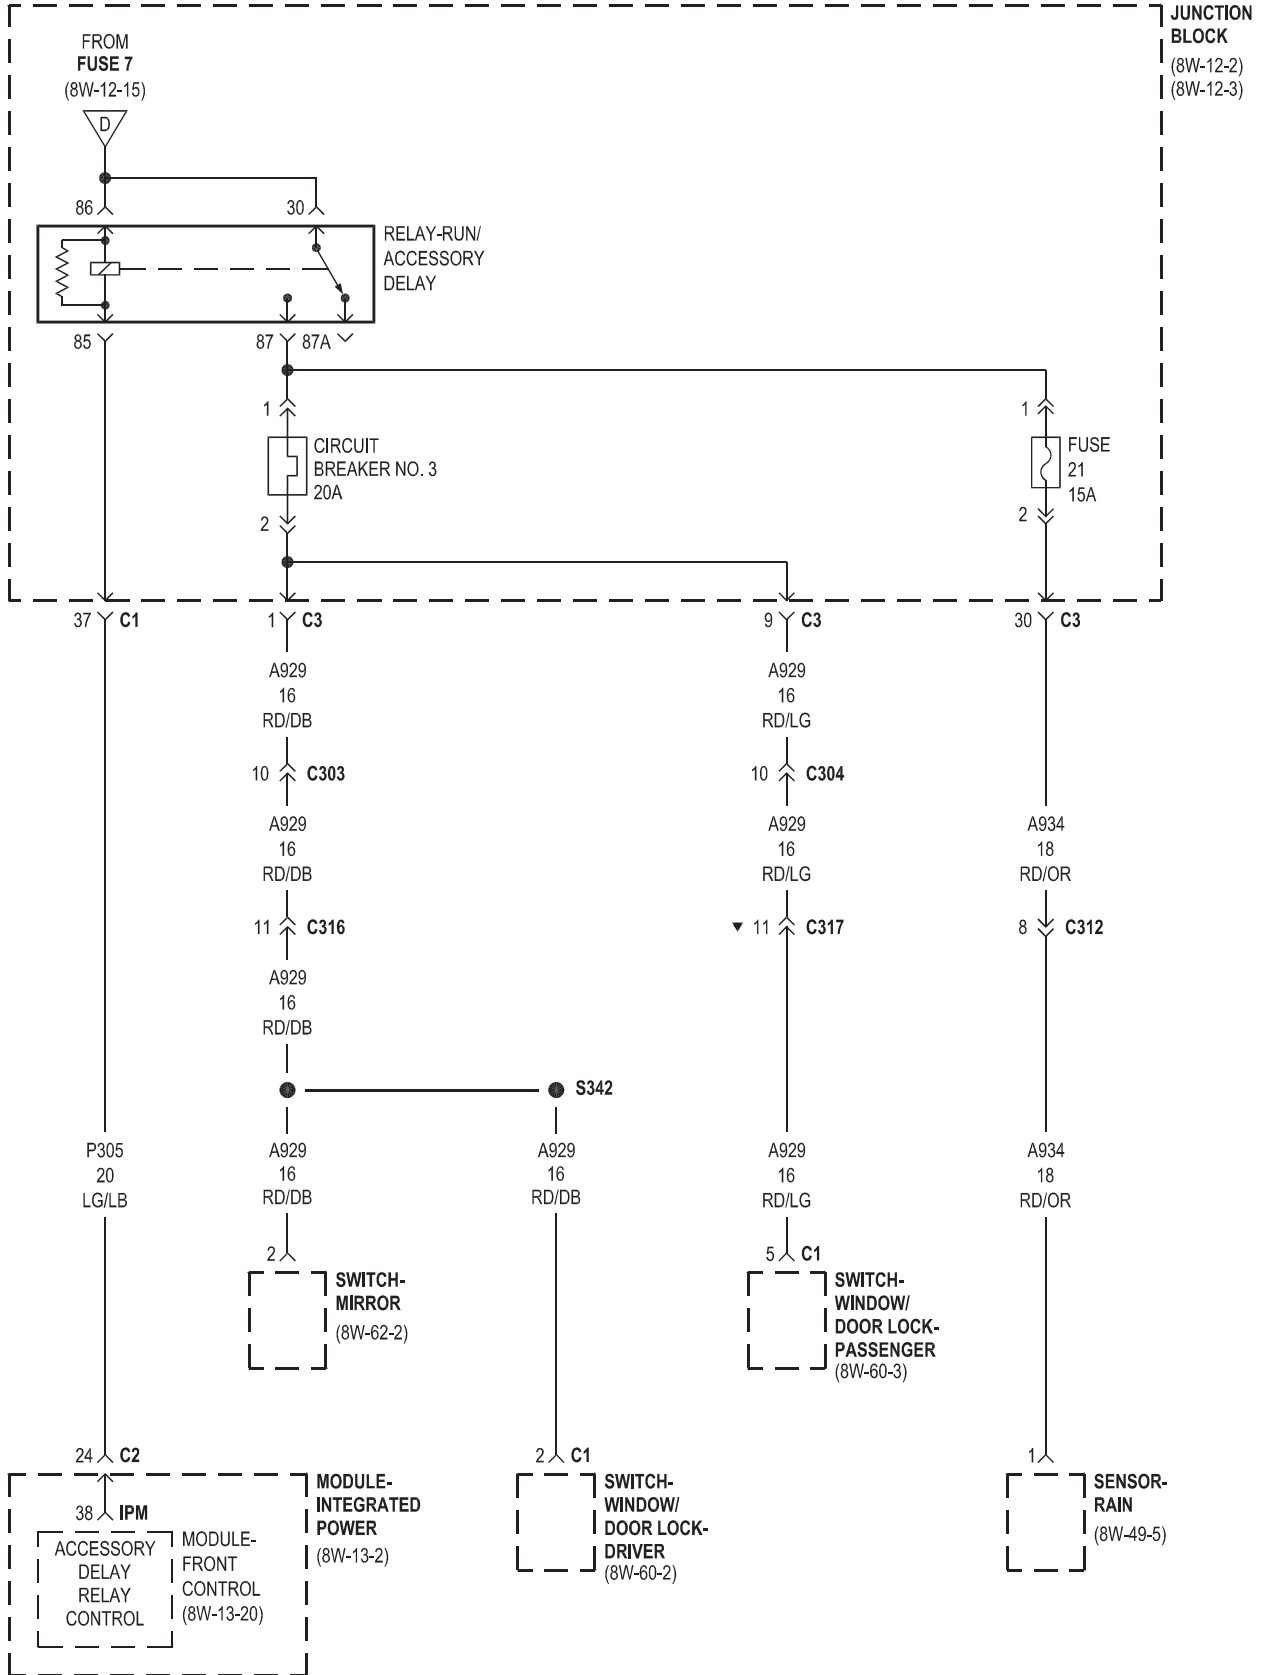 JUNCTION
BLOCK
(8W-12-2)
(8W-12-3)
FROM
FUSE 7
(8W-12-15)
D
86
30
RELAY-RUN/
ACCESSORY
DELAY
85
87
87A
1
CIRCUIT
BREAKER NO. 3
20A
2
1
FUSE
21
15A
2
37 C1
1 C3
9 C3
30 C3
A929
16
RD/DB
A929
16
RD/LG
10 C303
10 C304
A929
16
RD/DB
A929
16
RD/LG
A934
18
RD/OR
11 C316
▼ 11 C317
8 C312
A929
16
RD/DB
S342
P305
20
LG/LB
A929
16
RD/DB
A929
16
RD/DB
A929
16
RD/LG
A934
18
RD/OR
2
SWITCH-
MIRROR
(8W-62-2)
5 C1
SWITCH-
WINDOW/
DOOR LOCK-
PASSENGER
(8W-60-3)
24 C2
MODULE-
INTEGRATED
POWER
(8W-13-2)
38 IPM
ACCESSORY
DELAY
RELAY
CONTROL
MODULE-
FRONT
CONTROL
(8W-13-20)
2 C1
SWITCH-
WINDOW/
DOOR LOCK-
DRIVER
(8W-60-2)
1
SENSOR-
RAIN
(8W-49-5)